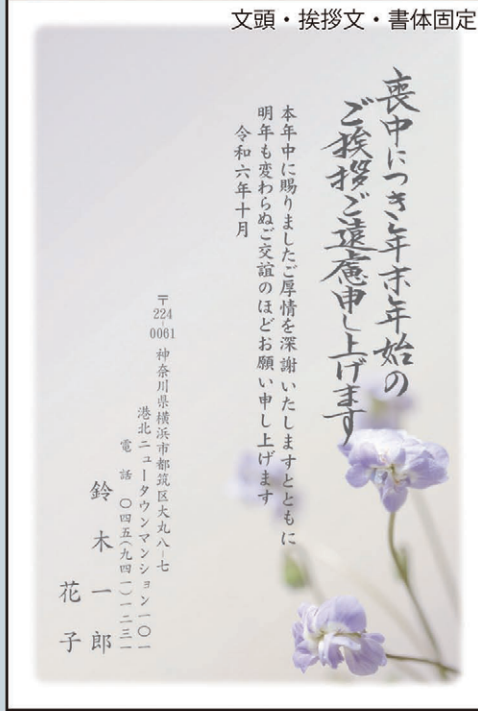 文頭・挨拶文・書体固定
喪中につき年末年始の
ご挨拶ご遠慮申し上げます
本年中に賜りましたご厚情を深謝いたしますとともに
明年も変わらぬご交誼のほどお願い申し上げます
令和六年十月
〒224-0061 神奈川県横浜市都筑区大丸八-七
港北ニュータウンマンション一〇一
電話 〇四五(九四一)一二三一
鈴木一郎
花子